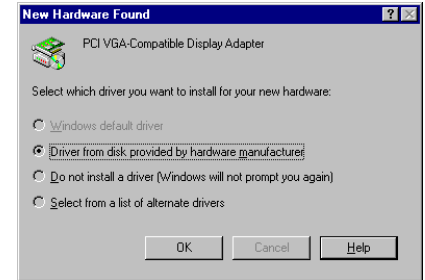 New Hardware Found
PCI VGA-Compatible Display Adapter
Select which driver you want to install for your new hardware:
Windows default driver
Driver from disk provided by hardware manufacturer
Do not install a driver (Windows will not prompt you again)
Select from a list of alternate drivers
OK Cancel Help